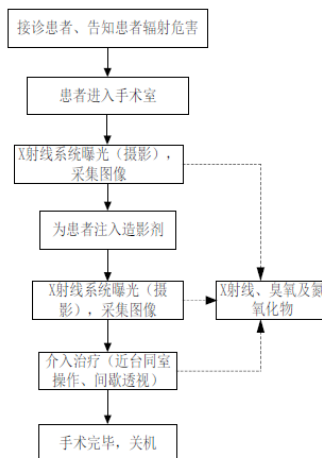 接诊患者、告知患者辐射危害
患者进入手术室
X射线系统曝光（摄影），
采集图像
为患者注入造影剂
X射线系统曝光（摄
影），采集图像
X射线、臭氧及氮
氧化物
介入治疗（近台同室
操作、间歇透视）
手术完毕，关机